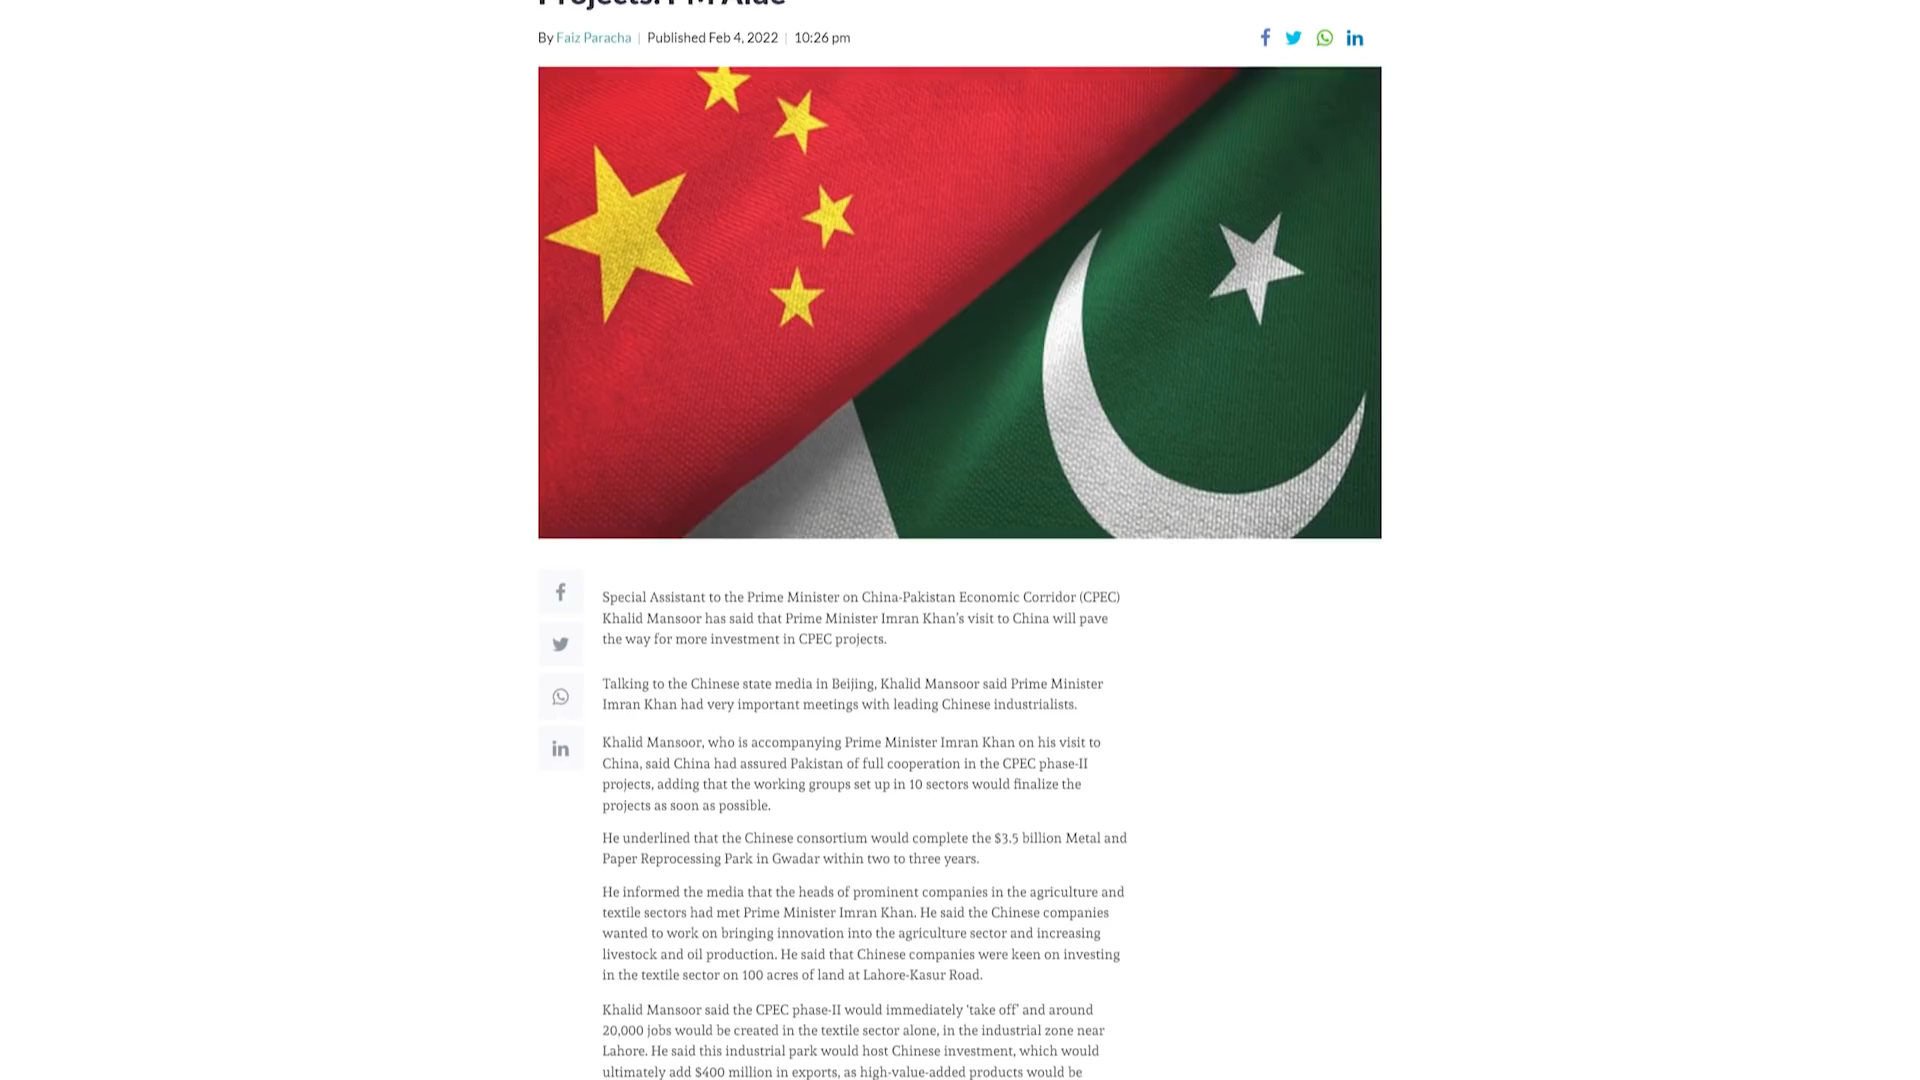 Projects: PM Aide
By Faiz Paracha | Published Feb 4, 2022 | 10:26 pm
Special Assistant to the Prime Minister on China-Pakistan Economic Corridor (CPEC)
Khalid Mansoor has said that Prime Minister Imran Khan’s visit to China will pave
the way for more investment in CPEC projects.
Talking to the Chinese state media in Beijing, Khalid Mansoor said Prime Minister
Imran Khan had very important meetings with leading Chinese industrialists.
Khalid Mansoor, who is accompanying Prime Minister Imran Khan on his visit to
China, said China had assured Pakistan of full cooperation in the CPEC phase-II
projects, adding that the working groups set up in 10 sectors would finalize the
projects as soon as possible.
He underlined that the Chinese consortium would complete the $3.5 billion Metal and
Paper Reprocessing Park in Gwadar within two to three years.
He informed the media that the heads of prominent companies in the agriculture and
textile sectors had met Prime Minister Imran Khan. He said the Chinese companies
wanted to work on bringing innovation into the agriculture sector and increasing
livestock and oil production. He said that Chinese companies were keen on investing
in the textile sector on 100 acres of land at Lahore-Kasur Road.
Khalid Mansoor said the CPEC phase-II would immediately ‘take off’ and around
20,000 jobs would be created in the textile sector alone, in the industrial zone near
Lahore. He said this industrial park would host Chinese investment, which would
ultimately add $400 million in exports, as high-value-added products would be